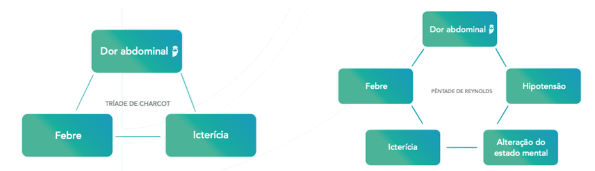 Dor abdominal
TRÍADE DE CHARCOT
Febre
Icterícia
Dor abdominal
Febre
PÊNTADE DE REYNOLDS
Hipotensão
Icterícia
Alteração do
estado mental